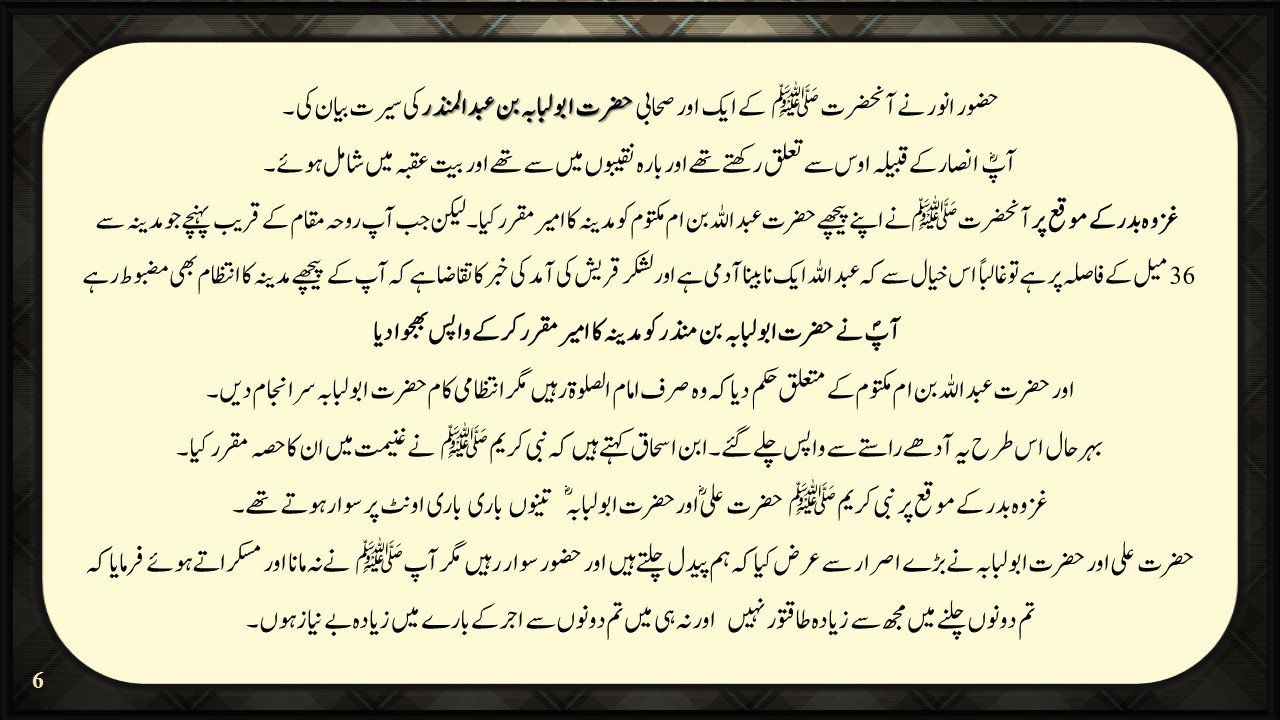 حضور انور نے آنحضرت ﷺ کے ایک اور صحابی حضرت ابولبابہ بن عبدالمنذر کی سیرت بیان کی۔
آپؓ انصار کے قبیلہ اوس سے تعلق رکھتے تھے اور بارہ نقیبوں میں سے تھے اور بیت عقبہ میں شامل ہوئے۔
غزوہ بدر کے موقع پر آنحضرت ﷺ نے اپنے پیچھے حضرت عبد اللہ بن ام مکتوم کو مدینہ کا امیر مقرر کیا۔ لیکن جب آپ روحہ مقام کے قریب پہنچے جو مدینہ سے
36 میل کے فاصلہ پر ہے تو غالباً اس خیال سے کہ عبد اللہ ایک نابینا آدمی ہے اور لشکر قریش کی آمد کی خبر کا تقاضا ہے کہ آپ کے پیچھے مدینہ کا انتظام بھی مضبوط رہے
آپؐ نے حضرت ابولبابہ بن منذر کو مدینہ کا امیر مقرر کر کے واپس بھجوا دیا
اور حضرت عبد اللہ بن ام مکتوم کے متعلق حکم دیا کہ وہ صرف امام الصلوۃ رہیں مگر انتظامی کام حضرت ابولبابہ سر انجام دیں۔
بہر حال اس طرح یہ آدھے راستے سے واپس چلے گئے۔ ابن اسحاق کہتے ہیں کہ نبی کریم ﷺ نے غنیمت میں ان کا حصہ مقرر کیا۔
غزوہ بدر کے موقع پر نبی کریم ﷺ حضرت علیؓ اور حضرت ابولبابہؓ تینوں باری باری اونٹ پر سوار ہوتے تھے۔
حضرت علی اور حضرت ابولبابہ نے بڑے اصرار سے عرض کیا کہ ہم پیدل چلتے ہیں اور حضور سوار رہیں مگر آپ ﷺ نے نہ مانا اور مسکراتے ہوئے فرمایا کہ
تم دونوں چلنے میں مجھ سے زیادہ طاقتور نہیں اور نہ ہی میں تم دونوں سے اجر کے بارے میں زیادہ بے نیاز ہوں۔
6